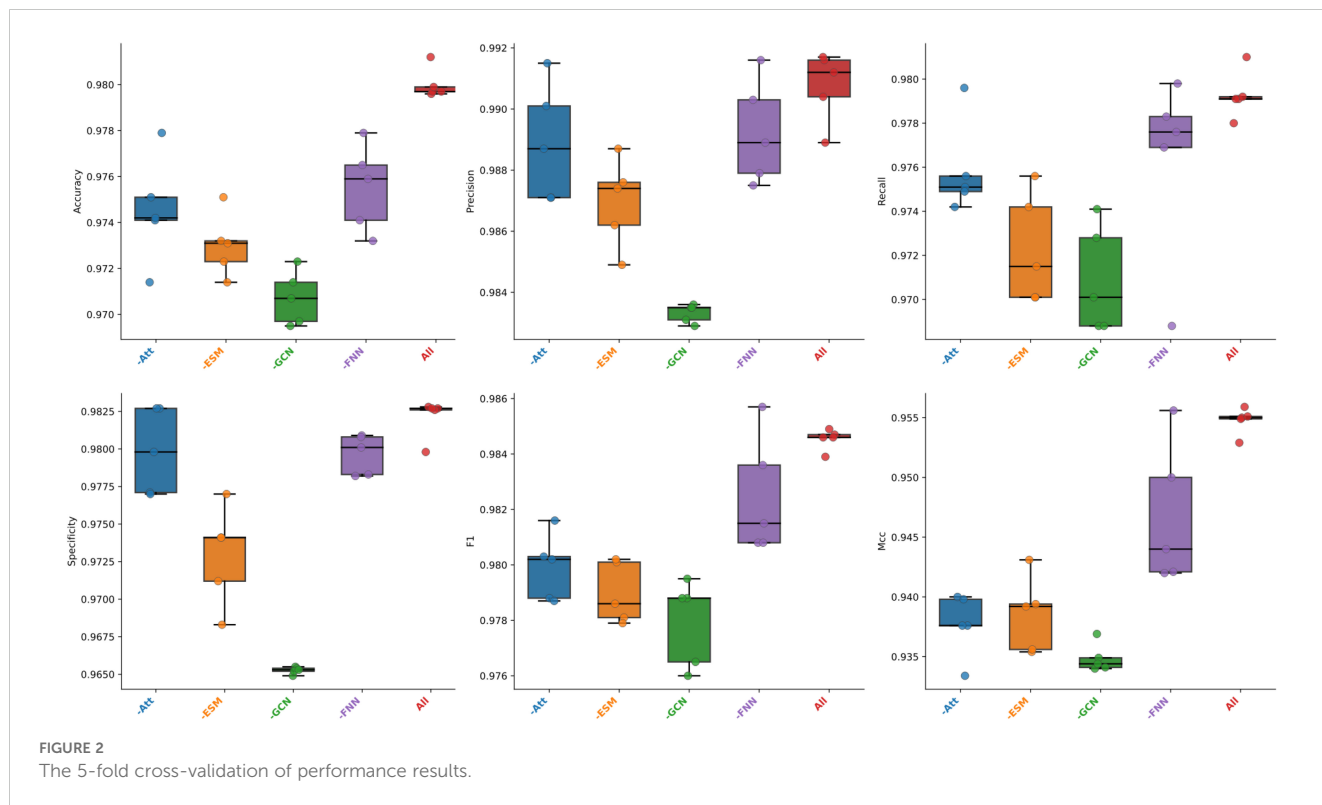 0.980
0.978
0.976
0.974
0.972
0.970
Accuracy
-Att
-ESM
-GCN
-FNN
All
0.992
0.990
0.988
0.986
0.984
Precision
-Att
-ESM
-GCN
-FNN
All
0.980
0.978
0.976
0.974
0.972
0.970
Recall
-Att
-ESM
-GCN
-FNN
All
0.9825
0.9800
0.9775
0.9750
0.9725
0.9700
0.9675
0.9650
Specificity
-Att
-ESM
-GCN
-FNN
All
0.986
0.984
0.982
0.980
0.978
0.976
F1
-Att
-ESM
-GCN
-FNN
All
0.955
0.950
0.945
0.940
0.935
Mcc
-Att
-ESM
-GCN
-FNN
All
FIGURE 2
The 5-fold cross-validation of performance results.